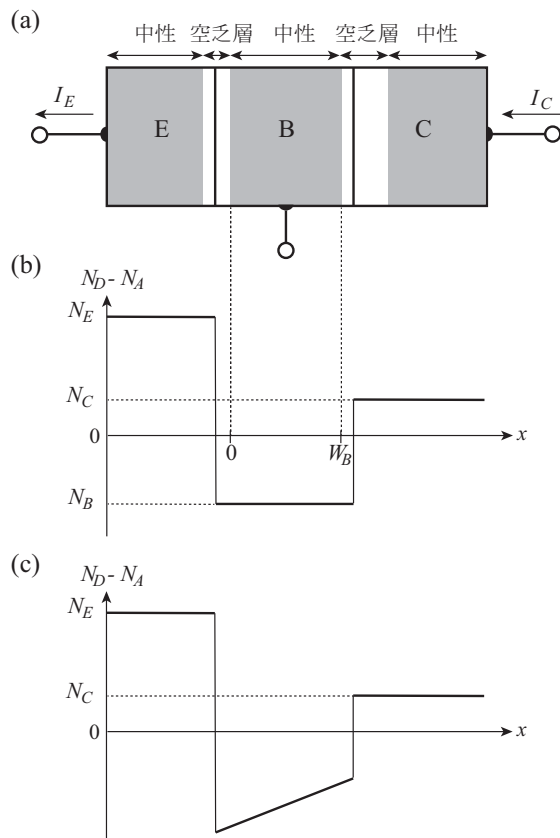 (a)
中性 空乏層 中性 空乏層 中性
I_E I_C
E B C
(b)
N_D - N_A
N_E
N_C
0
x
0 W_B
N_B
(c)
N_D - N_A
N_E
N_C
0
x